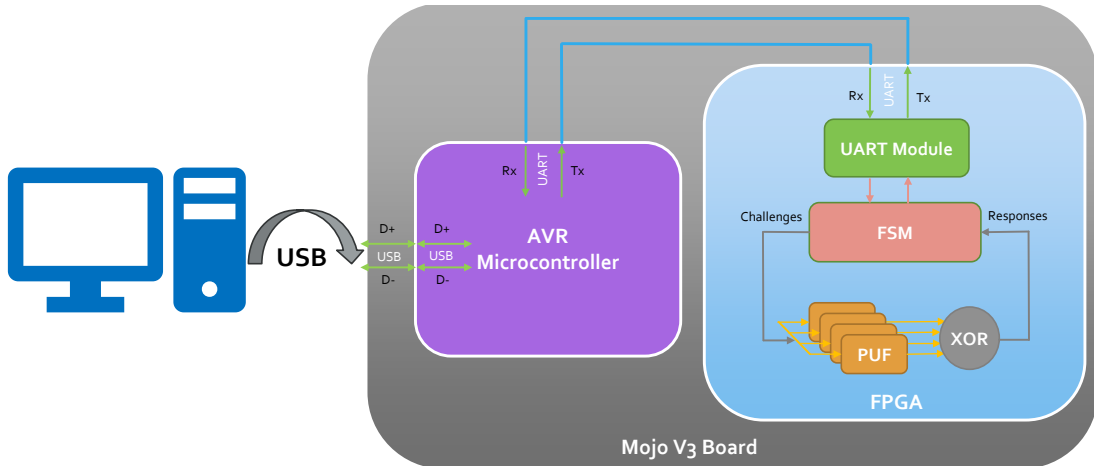 USB
D+
D+
USB
USB
D-
D-
Rx
UART
Tx
AVR
Microcontroller
Rx
UART
Tx
UART Module
Challenges
FSM
Responses
PUF
XOR
FPGA
Mojo V3 Board